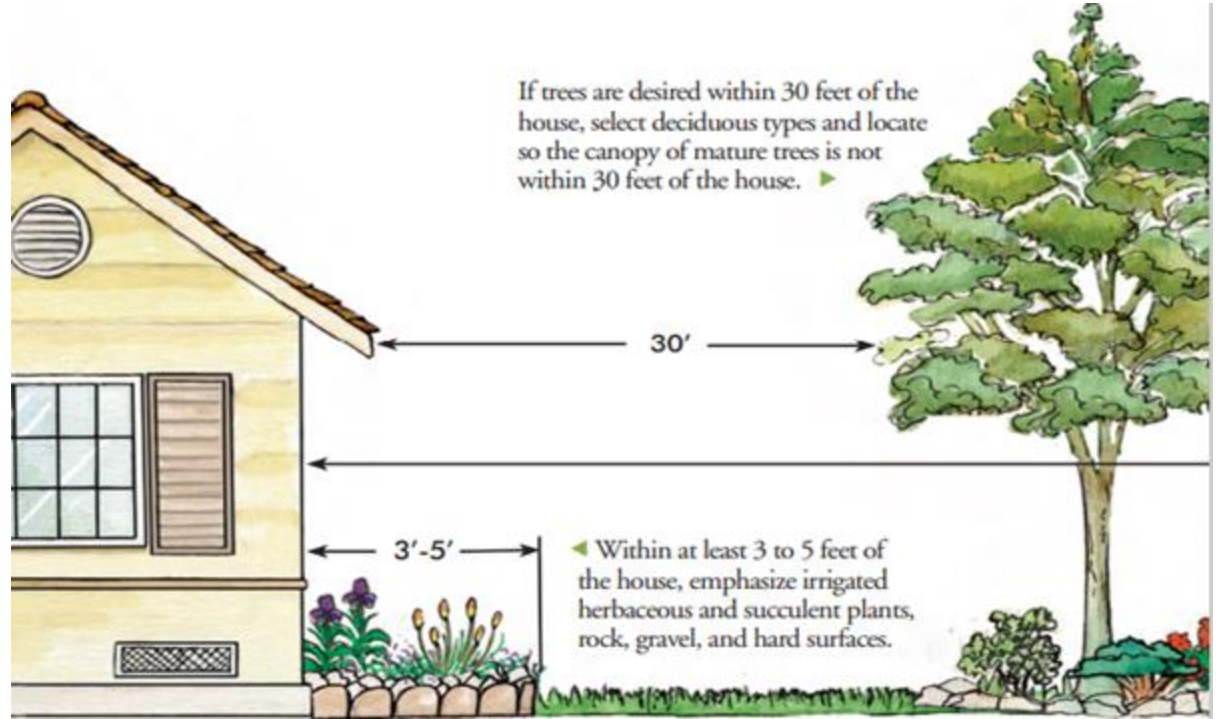 If trees are desired within 30 feet of the
house, select deciduous types and locate
so the canopy of mature trees is not
within 30 feet of the house.
30′
3′-5′
Within at least 3 to 5 feet of
the house, emphasize irrigated
herbaceous and succulent plants,
rock, gravel, and hard surfaces.